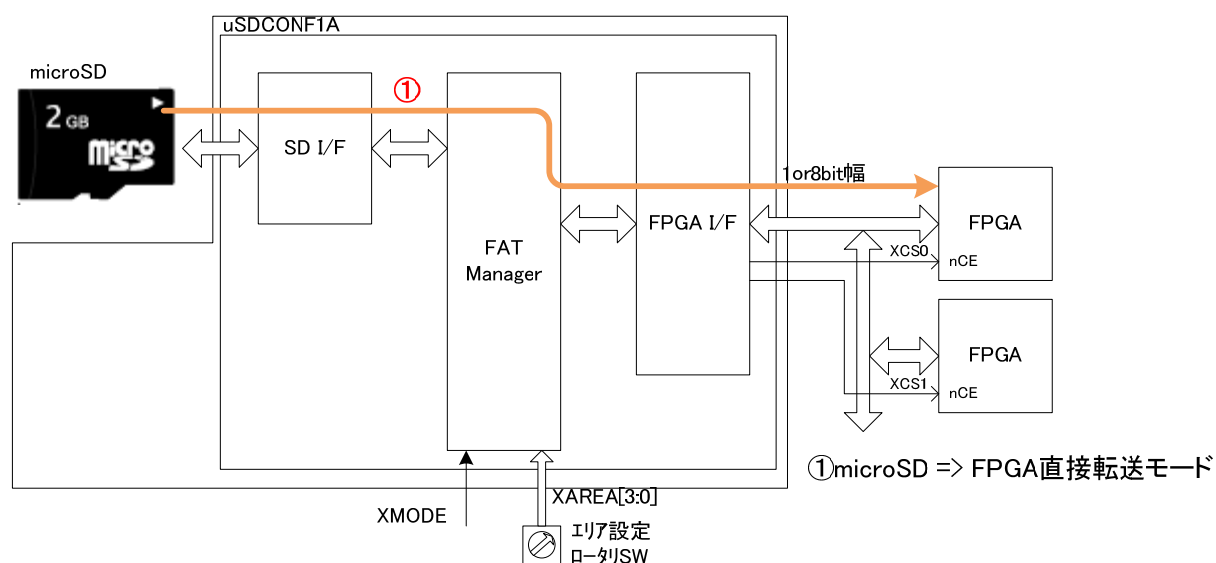 uSDCONF1A
microSD
2 GB
micro
SD
①
SD I/F
FAT
Manager
FPGA I/F
1or8bit幅
FPGA
XCS0
nCE
FPGA
XCS1
nCE
①microSD => FPGA直接転送モード
XMODE
XAREA[3:0]
エリア設定
ロータリSW